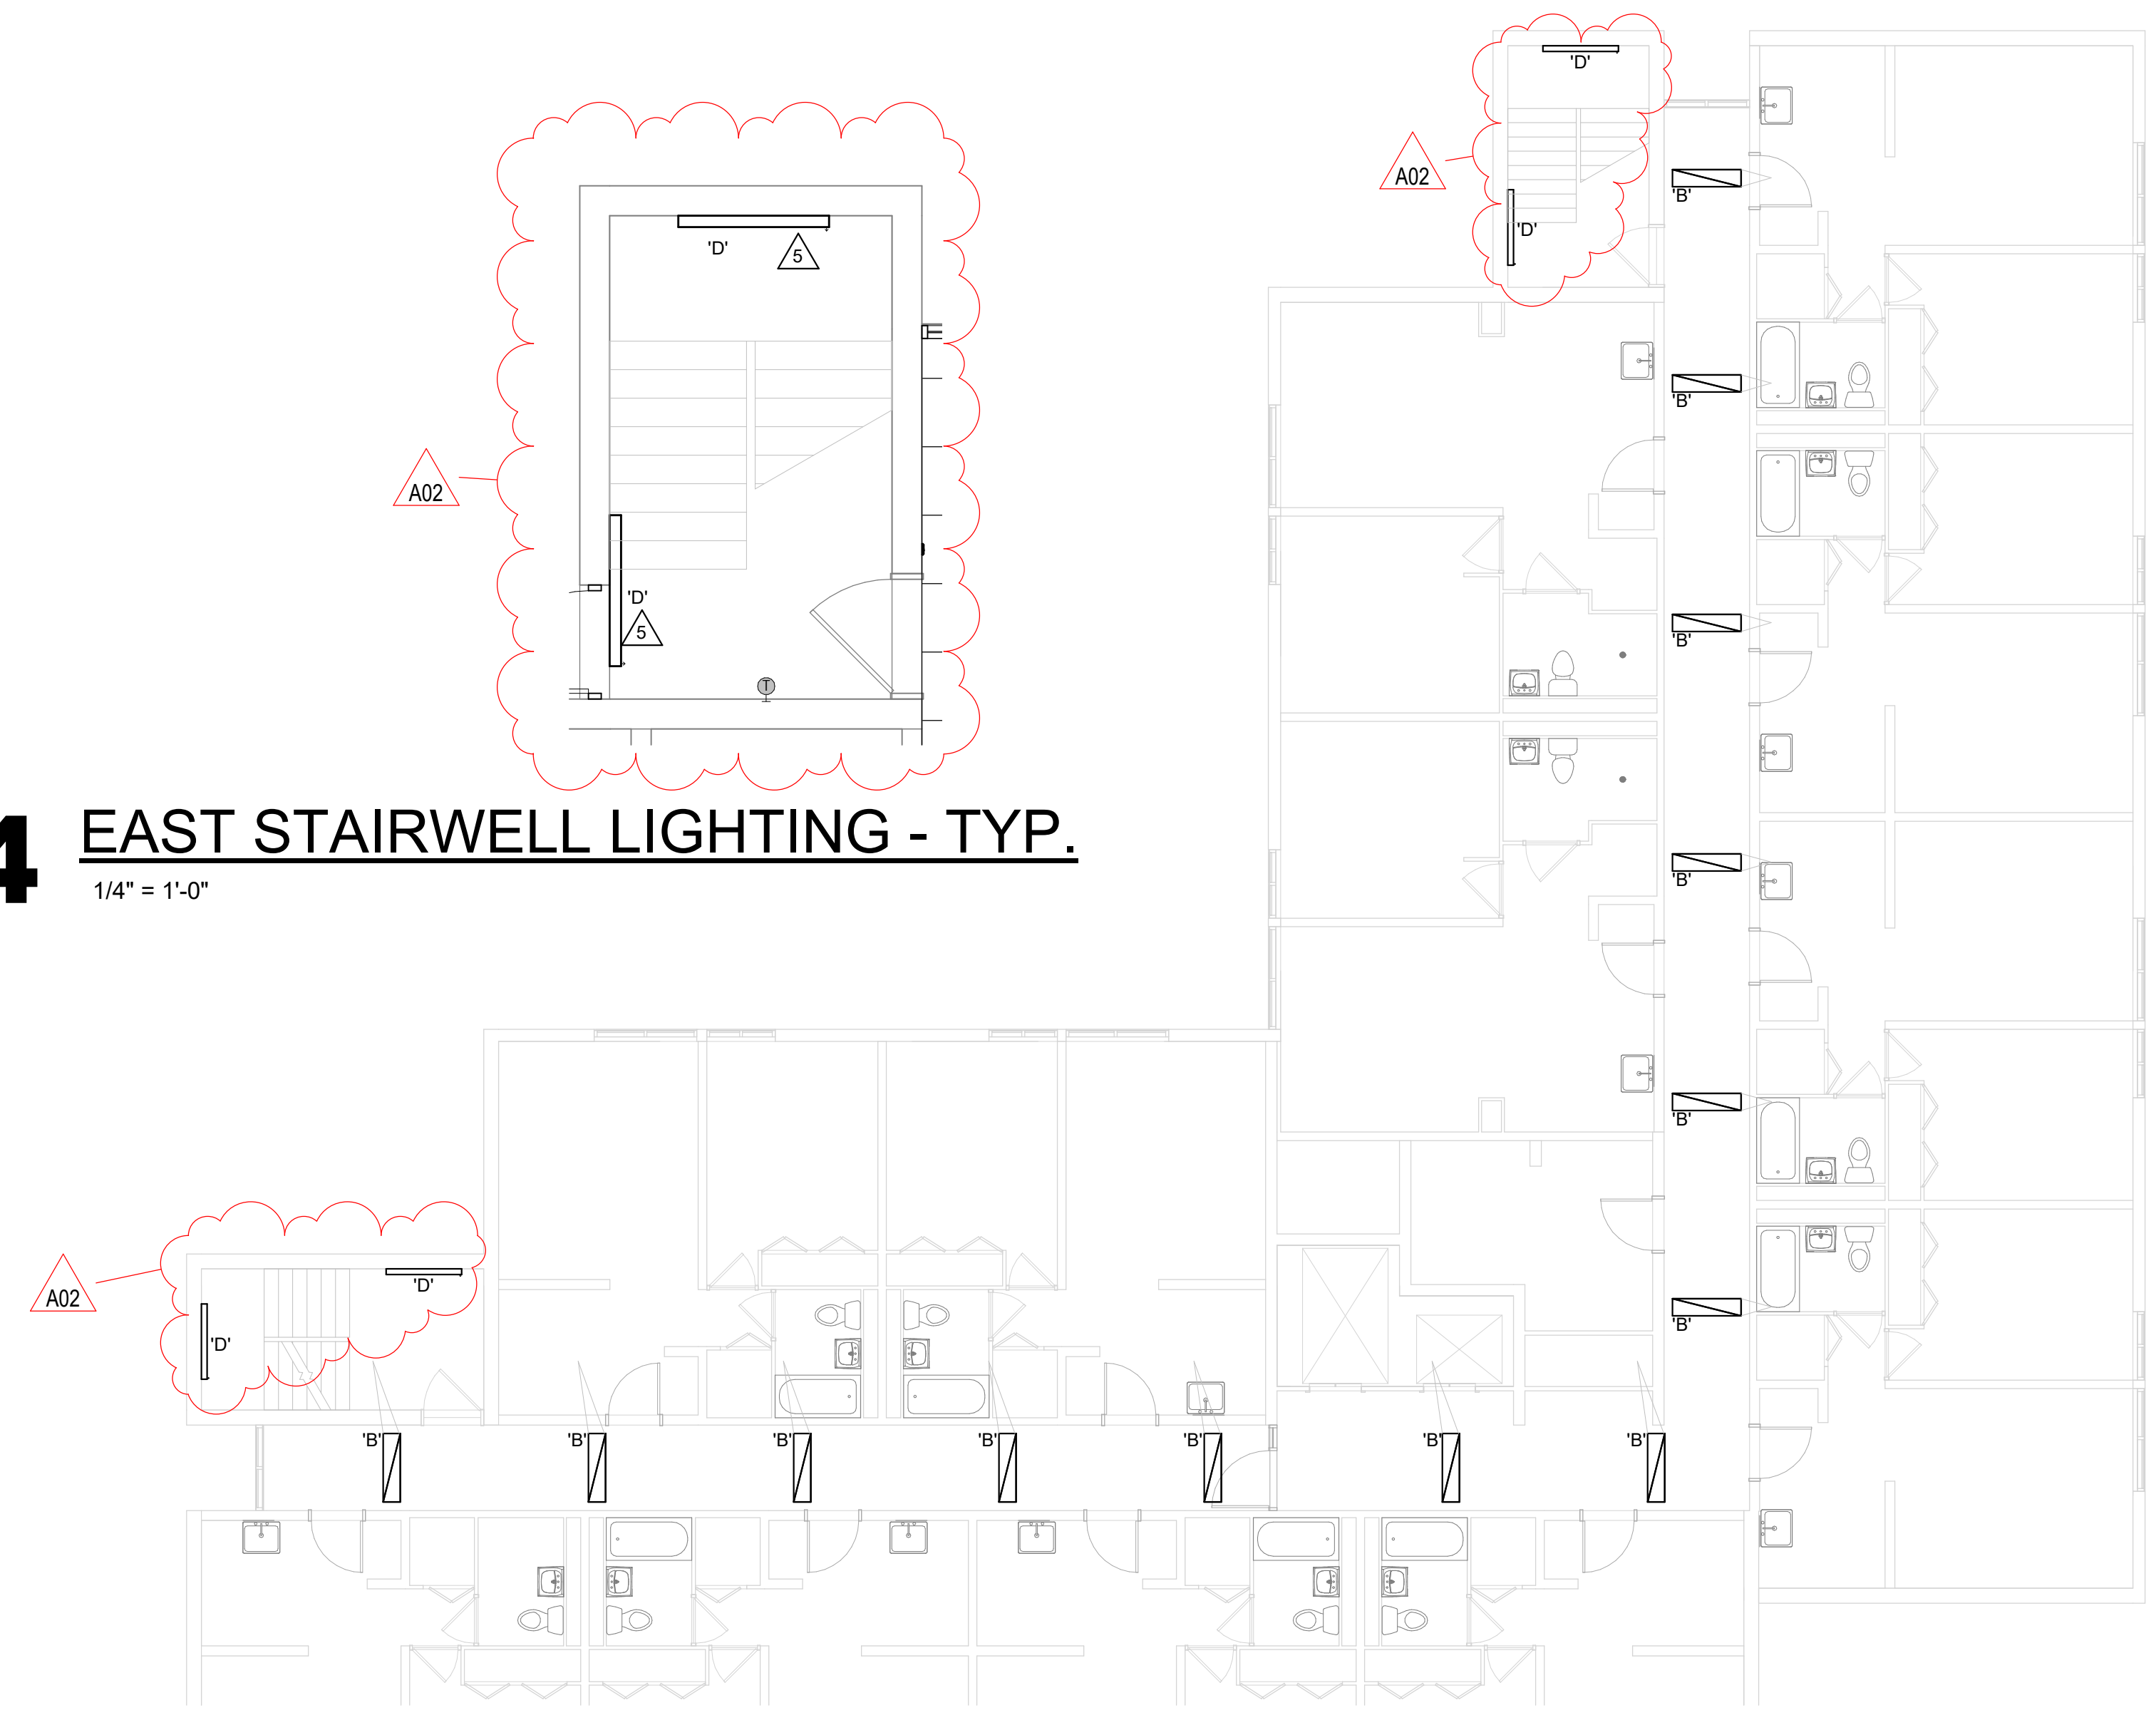 'D'
A02
'B'
'D'
'D'
5
'B'
A02
'D'
5
'B'
T
4 EAST STAIRWELL LIGHTING - TYP.
1/4" = 1'-0"
'B'
'B'
A02
'D'
'D'
'B'
'B' 'B' 'B' 'B' 'B' 'B' 'B'